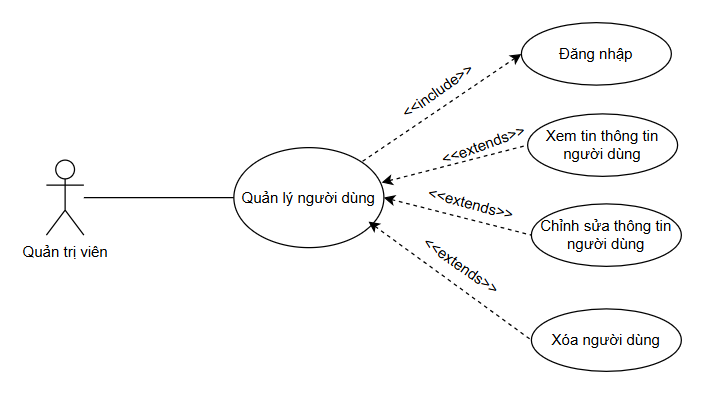 Đăng nhập
<<include>>
Xem tin thông tin
người dùng
<<extends>>
Quản lý người dùng
<<extends>>
Chỉnh sửa thông tin
người dùng
Quản trị viên
<<extends>>
Xóa người dùng